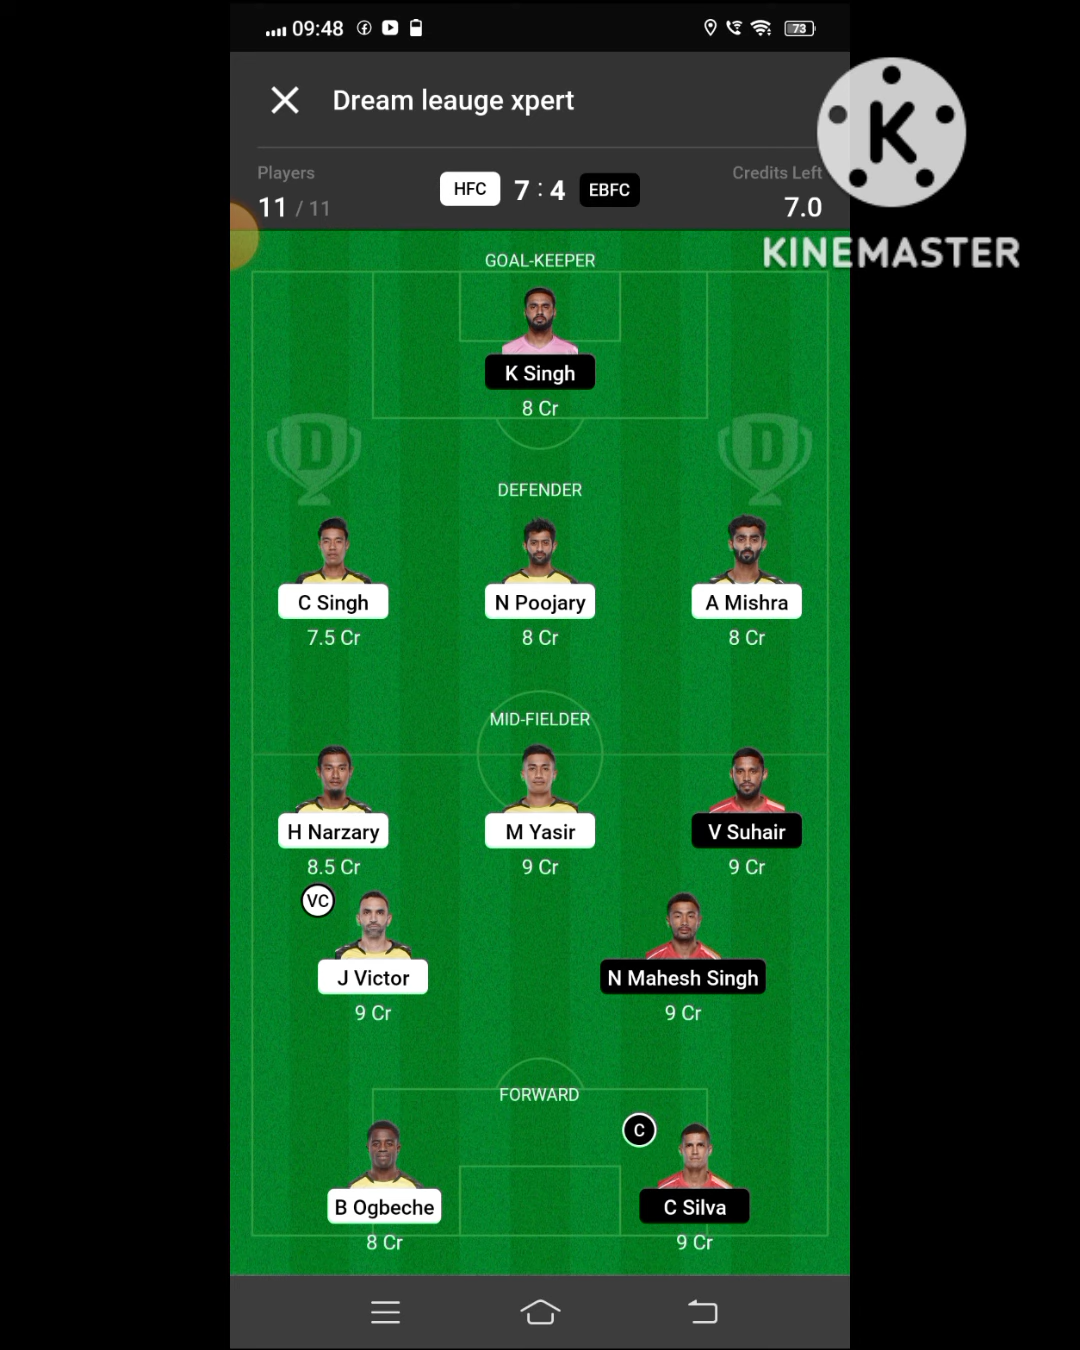 09:48
73
Dream leauge xpert
Players
11 / 11
HFC 7 : 4 EBFC
Credits Left
7.0
K
KINEMASTER
GOAL-KEEPER
K Singh
8 Cr
D D
DEFENDER
C Singh N Poojary A Mishra
7.5 Cr 8 Cr 8 Cr
MID-FIELDER
H Narzary M Yasir V Suhair
8.5 Cr 9 Cr 9 Cr
VC
J Victor N Mahesh Singh
9 Cr 9 Cr
FORWARD
C
B Ogbeche C Silva
8 Cr 9 Cr